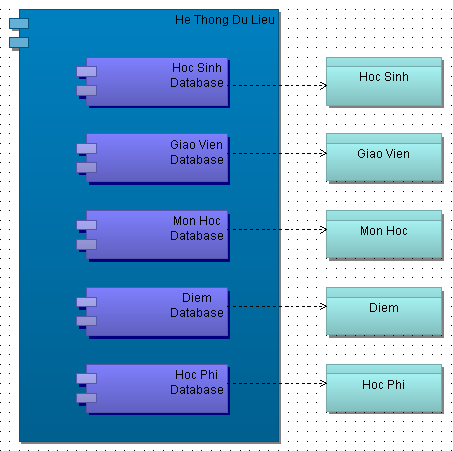 He Thong Du Lieu
Hoc Sinh
Database
Hoc Sinh
Giao Vien
Database
Giao Vien
Mon Hoc
Database
Mon Hoc
Diem
Database
Diem
Hoc Phi
Database
Hoc Phi